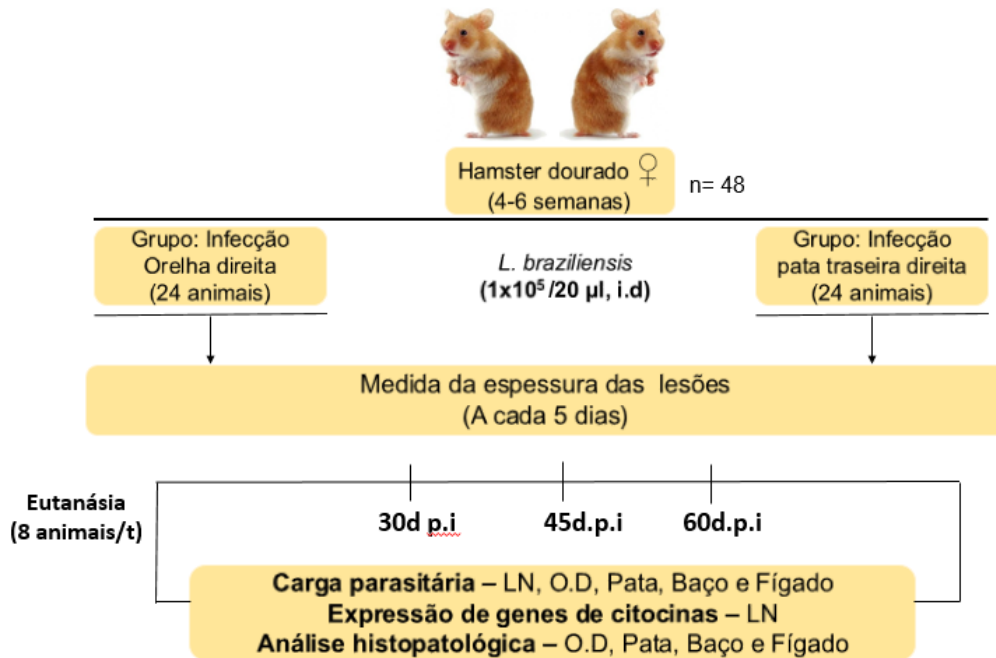 Hamster dourado ♀
(4-6 semanas)
n= 48
Grupo: Infecção
Orelha direita
(24 animais)
L. braziliensis
(1x10⁵/20 µl, i.d)
Grupo: Infecção
pata traseira direita
(24 animais)
Medida da espessura das lesões
(A cada 5 dias)
Eutanásia
(8 animais/t)
30d p.i
45d.p.i
60d.p.i
Carga parasitária – LN, O.D, Pata, Baço e Fígado
Expressão de genes de citocinas – LN
Análise histopatológica – O.D, Pata, Baço e Fígado